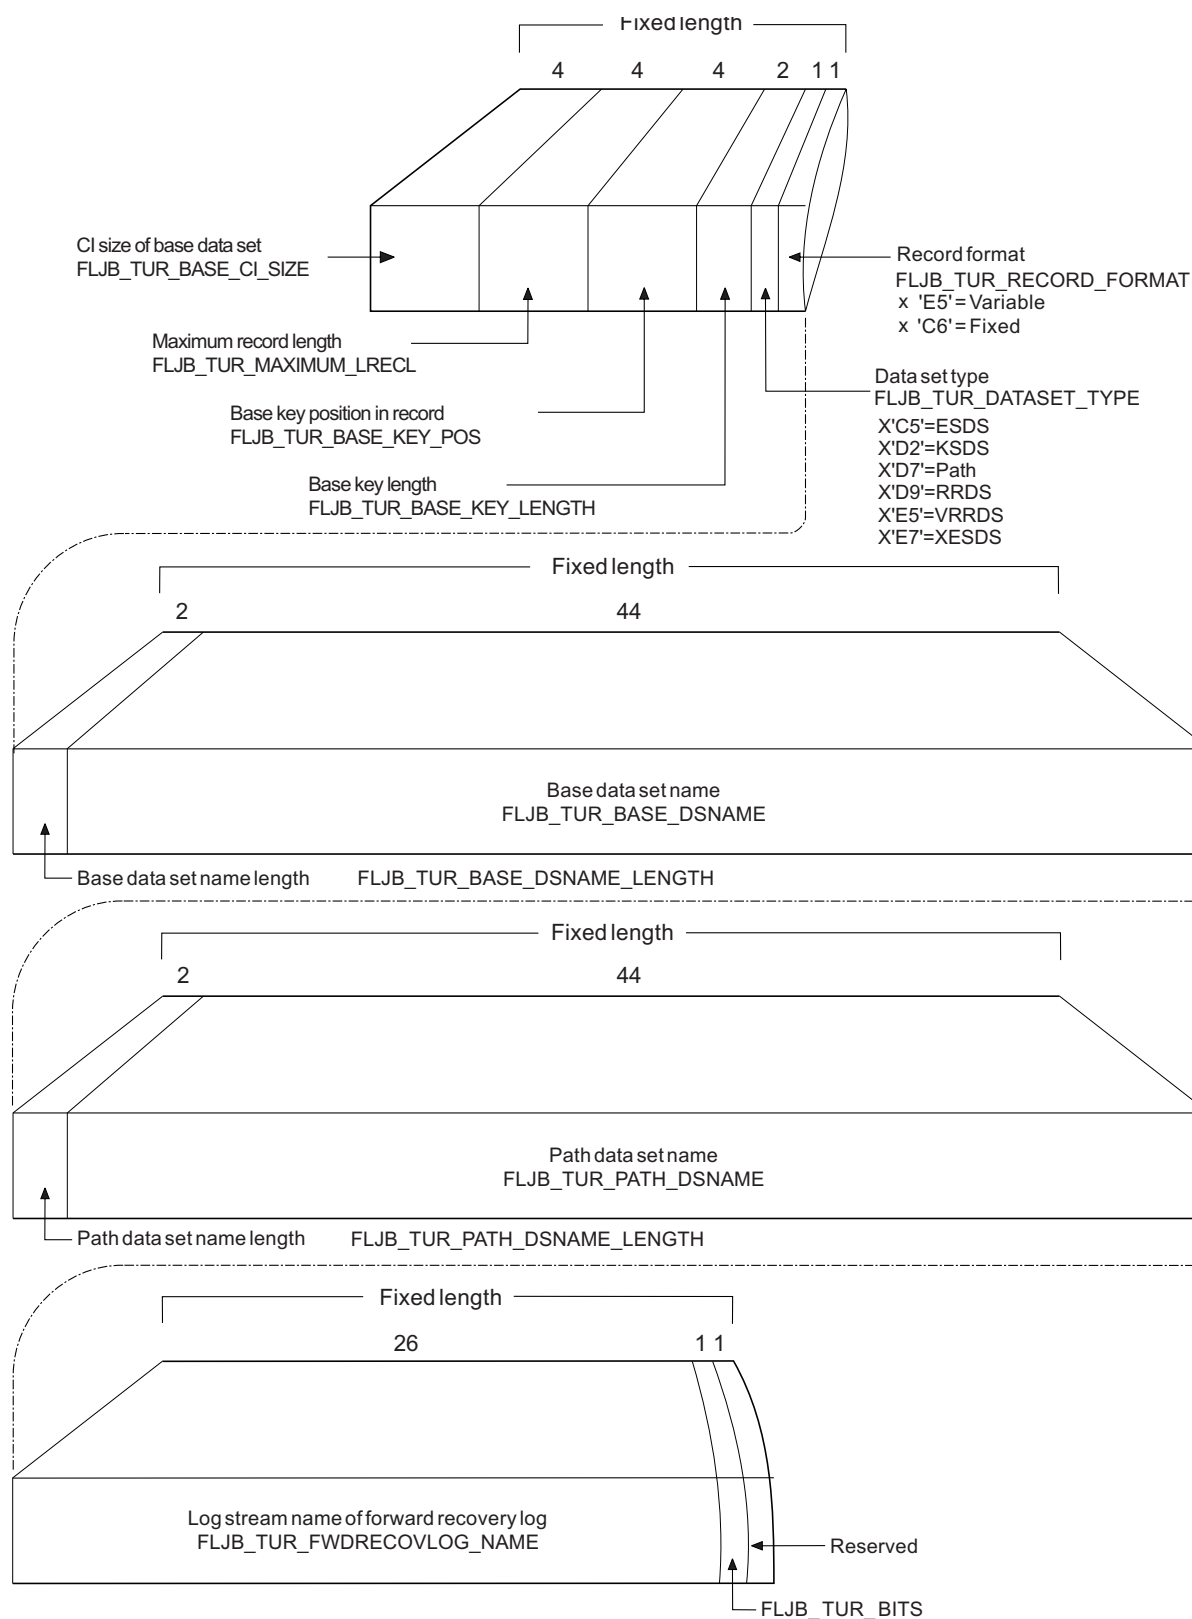 Fixed length
4 4 4 2 1 1
CI size of base data set
FLJB_TUR_BASE_CI_SIZE
Record format
FLJB_TUR_RECORD_FORMAT
x 'E5'=Variable
x 'C6'=Fixed
Maximum record length
FLJB_TUR_MAXIMUM_LRECL
Data set type
FLJB_TUR_DATASET_TYPE
X'C5'=ESDS
X'D2'=KSDS
X'D7'=Path
X'D9'=RRDS
X'E5'=VRRDS
X'E7'=XESDS
Base key position in record
FLJB_TUR_BASE_KEY_POS
Base key length
FLJB_TUR_BASE_KEY_LENGTH
Fixed length
2 44
Base data set name
FLJB_TUR_BASE_DSNAME
Base data set name length FLJB_TUR_BASE_DSNAME_LENGTH
Fixed length
2 44
Path data set name
FLJB_TUR_PATH_DSNAME
Path data set name length FLJB_TUR_PATH_DSNAME_LENGTH
Fixed length
26 1 1
Log stream name of forward recovery log
FLJB_TUR_FWDRECOVLOG_NAME
Reserved
FLJB_TUR_BITS